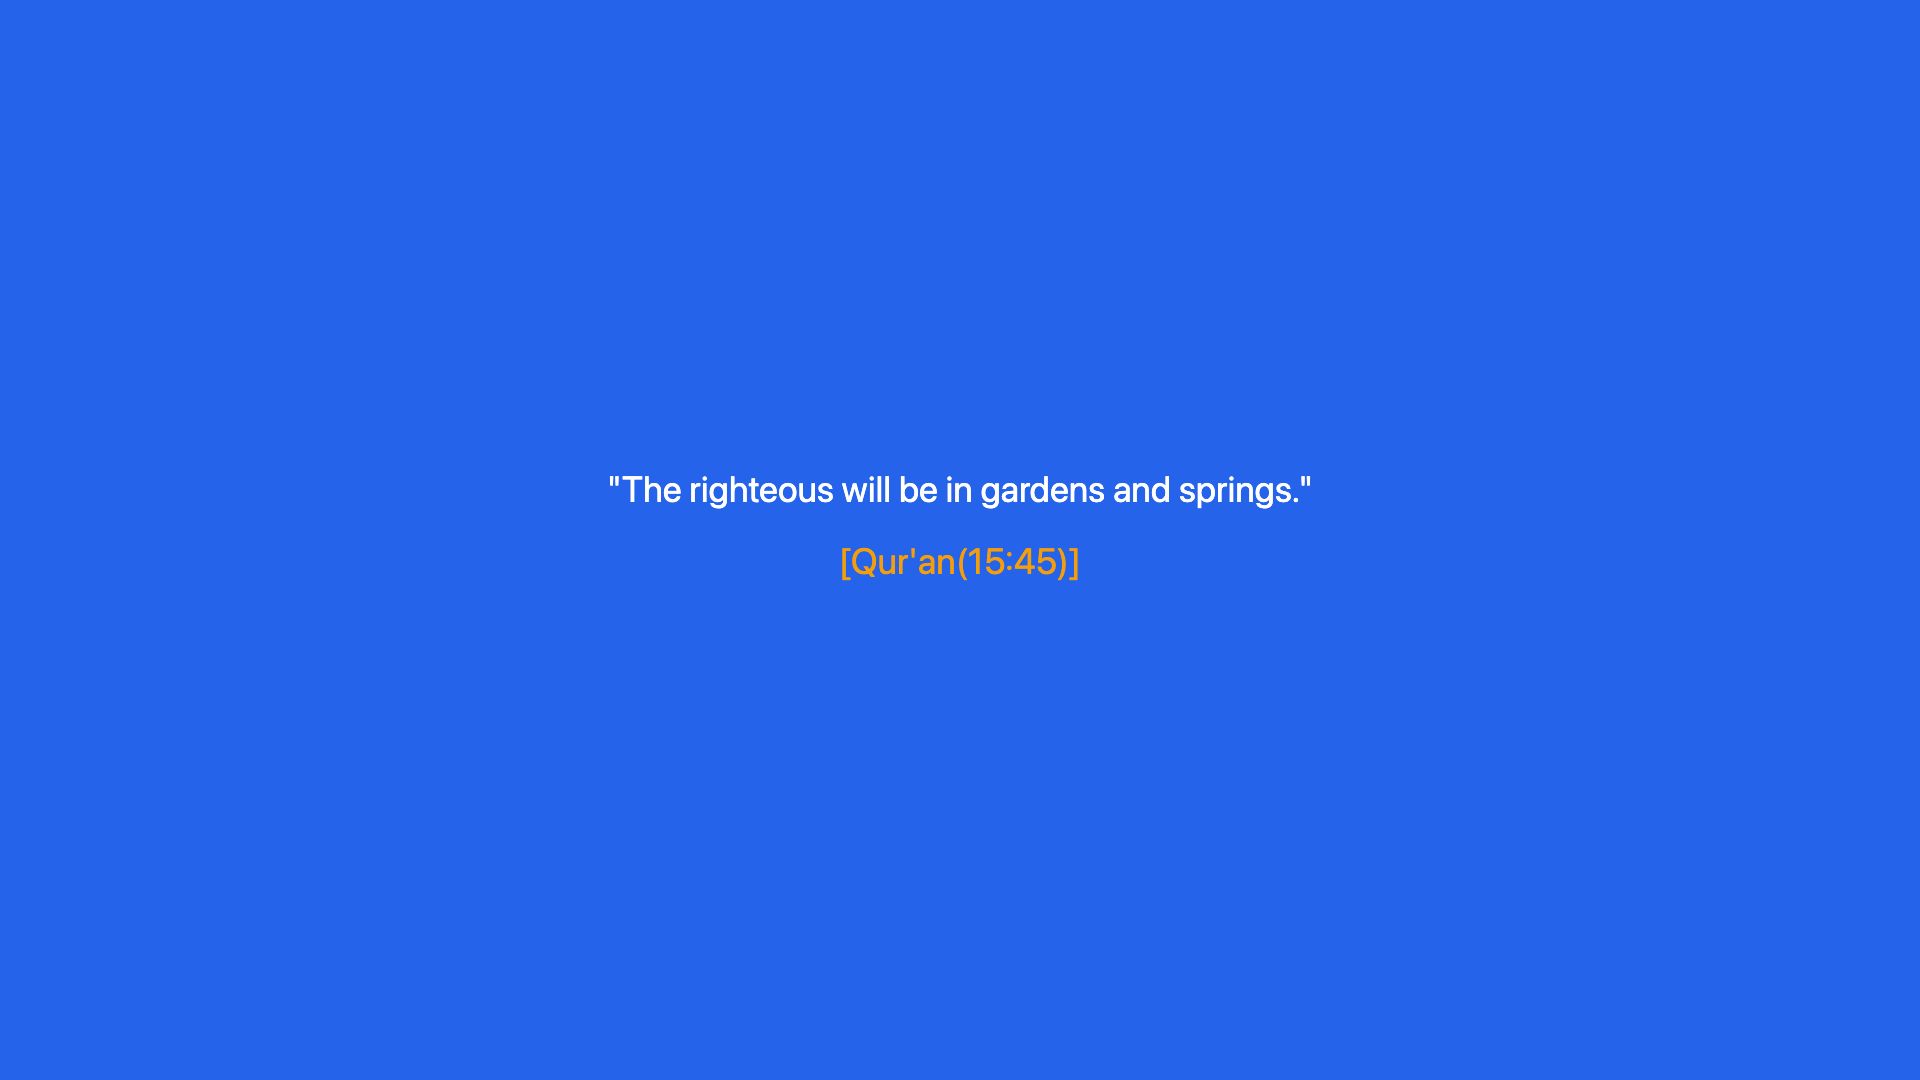 "The righteous will be in gardens and springs."
[Qur'an(15:45)]